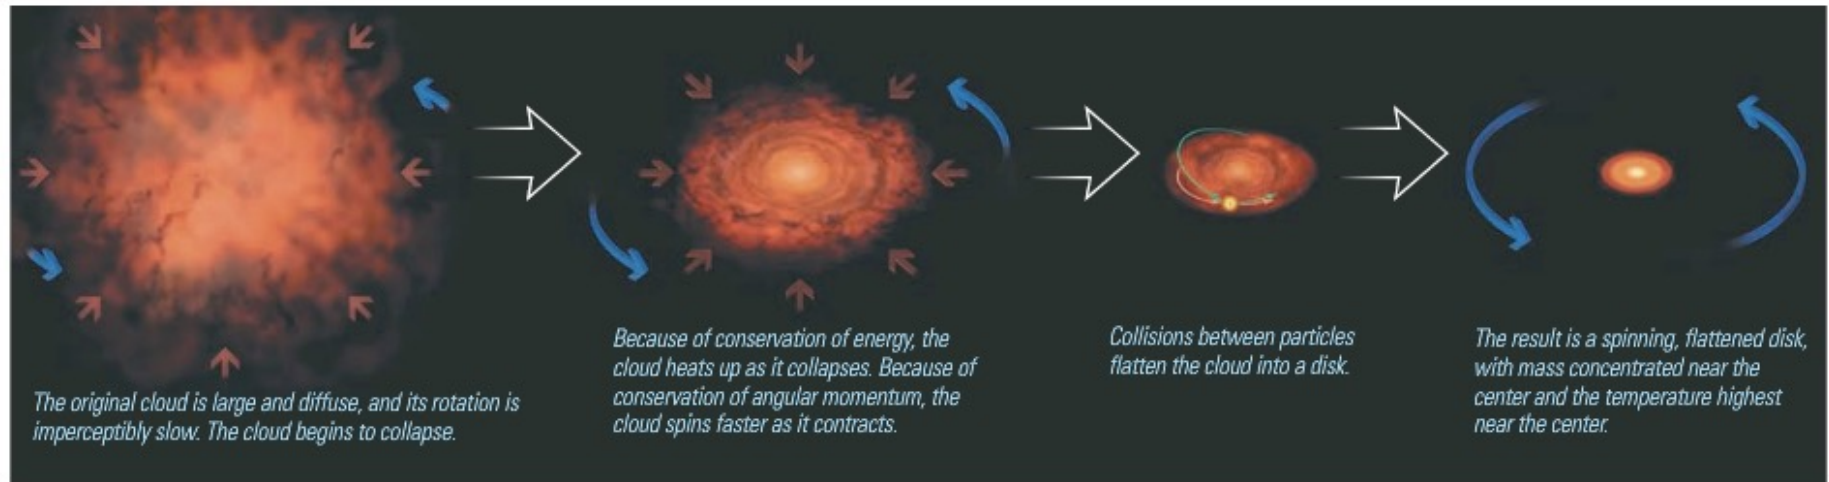 The original cloud is large and diffuse, and its rotation is
imperceptibly slow. The cloud begins to collapse.
Because of conservation of energy, the
cloud heats up as it collapses. Because of
conservation of angular momentum, the
cloud spins faster as it contracts.
Collisions between particles
flatten the cloud into a disk.
The result is a spinning, flattened disk,
with mass concentrated near the
center and the temperature highest
near the center.